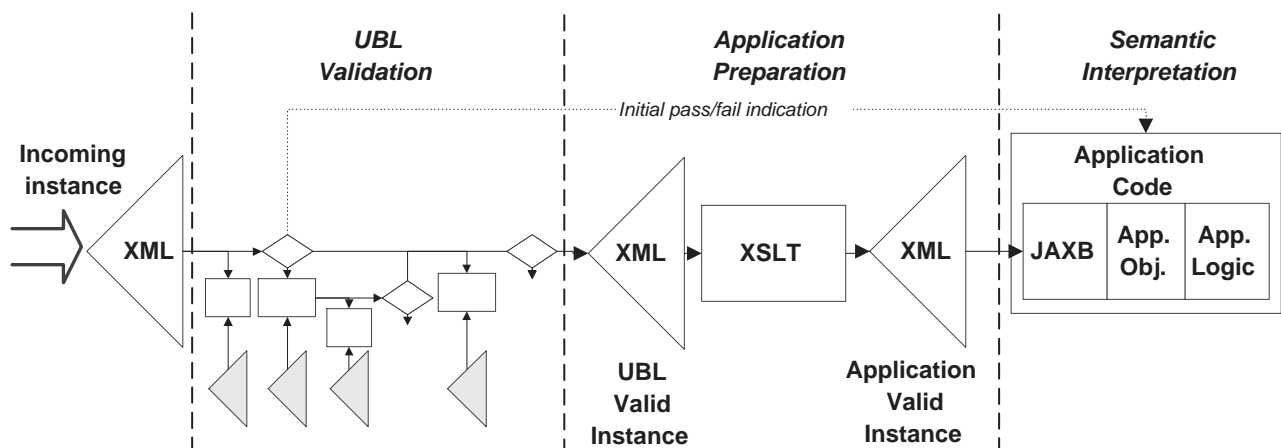 UBL
Validation
Application
Preparation
Semantic
Interpretation
Initial pass/fail indication
Incoming
instance
XML
XML
XSLT
XML
Application
Code
JAXB
App.
Obj.
App.
Logic
UBL
Valid
Instance
Application
Valid
Instance